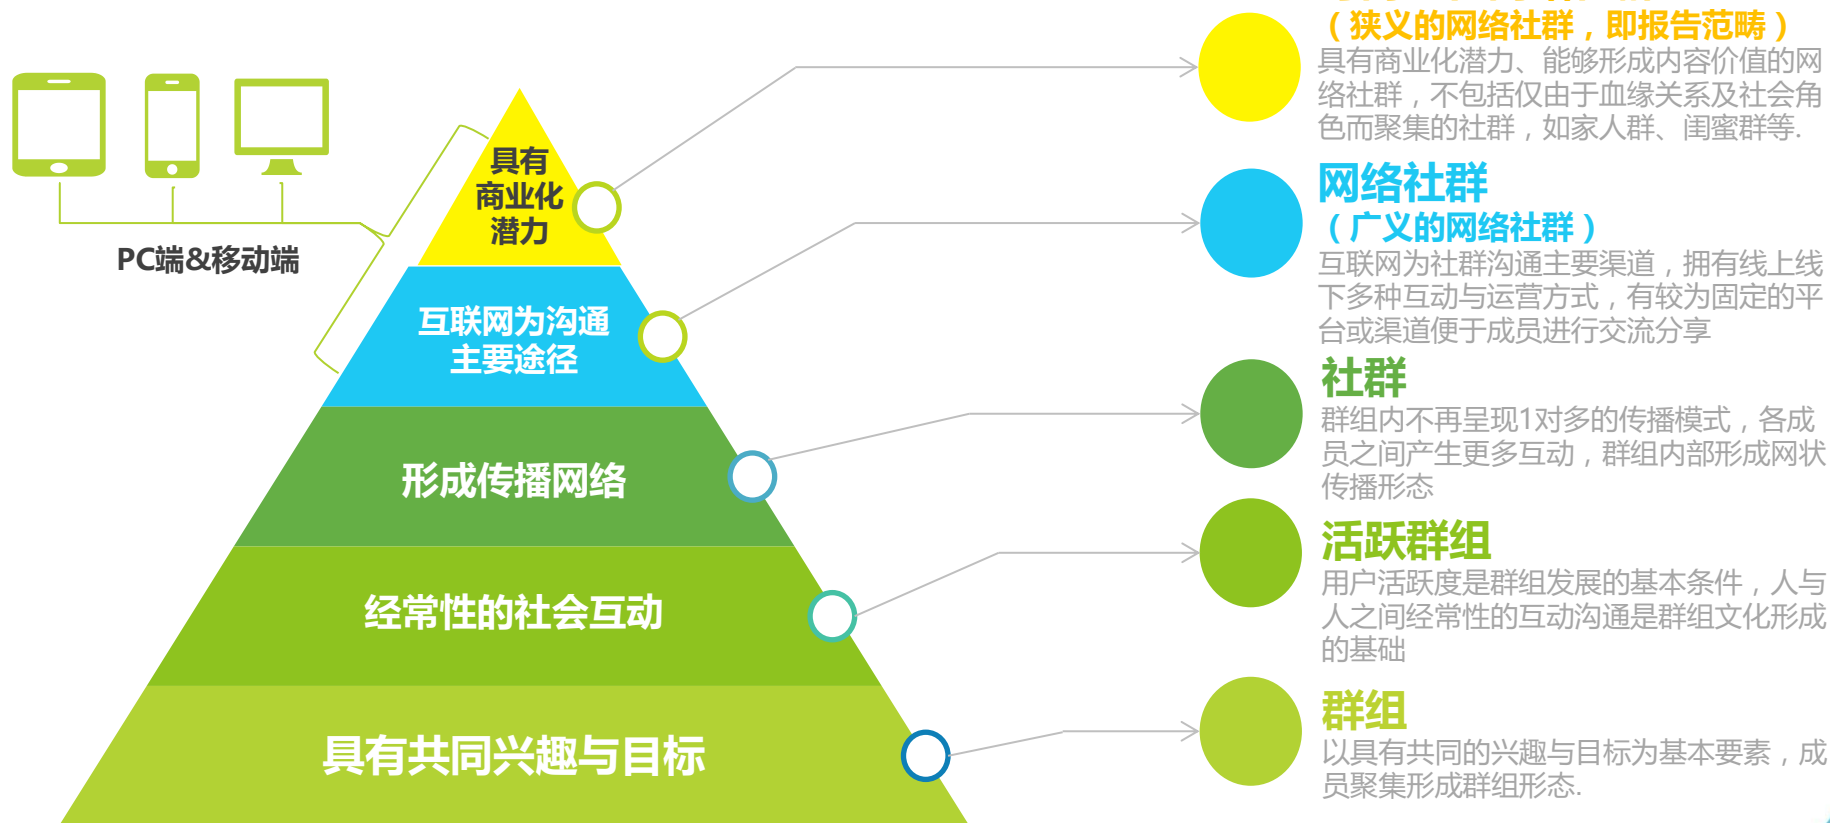 （狭义的网络社群，即报告范畴）
具有商业化潜力、能够形成内容价值的网
络社群，不包括仅由于血缘关系及社会角
色而聚集的社群，如家人群、闺蜜群等.
具有
商业化
潜力
PC端&移动端
网络社群
（广义的网络社群）
互联网为社群沟通主要渠道，拥有线上线
下多种互动与运营方式，有较为固定的平
台或渠道便于成员进行交流分享
互联网为沟通
主要途径
社群
群组内不再呈现1对多的传播模式，各成
员之间产生更多互动，群组内部形成网状
传播形态
形成传播网络
活跃群组
用户活跃度是群组发展的基本条件，人与
人之间经常性的互动沟通是群组文化形成
的基础
经常性的社会互动
群组
以具有共同的兴趣与目标为基本要素，成
员聚集形成群组形态.
具有共同兴趣与目标